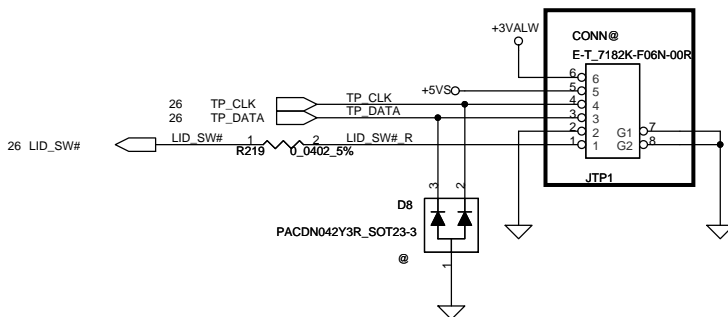 +3VALW
CONN@
E-T_7182K-F06N-00R
6 6
+5VS 5 5
26 TP_CLK TP_CLK 4 4
26 TP_DATA TP_DATA 3 3
2 2 G1 7
26 LID_SW# LID_SW# 1 2 LID_SW#_R 1 1 G2 8
R219 0_0402_5%
JTP1
3 2
D8
PACDN042Y3R_SOT23-3
@
1